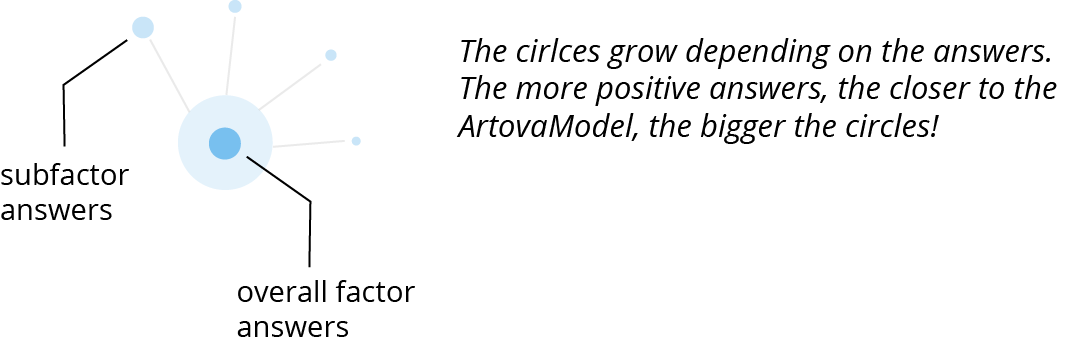 The cirlces grow depending on the answers.
The more positive answers, the closer to the
ArtovaModel, the bigger the circles!
subfactor
answers
overall factor
answers